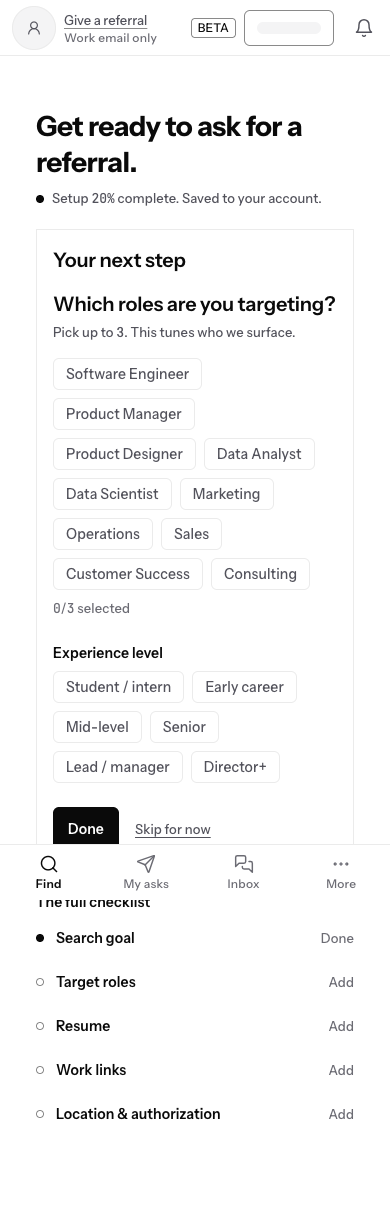 Give a referral
Work email only
BETA
Get ready to ask for a
referral.
Setup 20% complete. Saved to your account.
Your next step
Which roles are you targeting?
Pick up to 3. This tunes who we surface.
Software Engineer
Product Manager
Product Designer Data Analyst
Data Scientist Marketing
Operations Sales
Customer Success Consulting
0/3 selected
Experience level
Student / intern Early career
Mid-level Senior
Lead / manager Director+
Done Skip for now
Find My asks Inbox More
The full checklist
Search goal Done
Target roles Add
Resume Add
Work links Add
Location & authorization Add